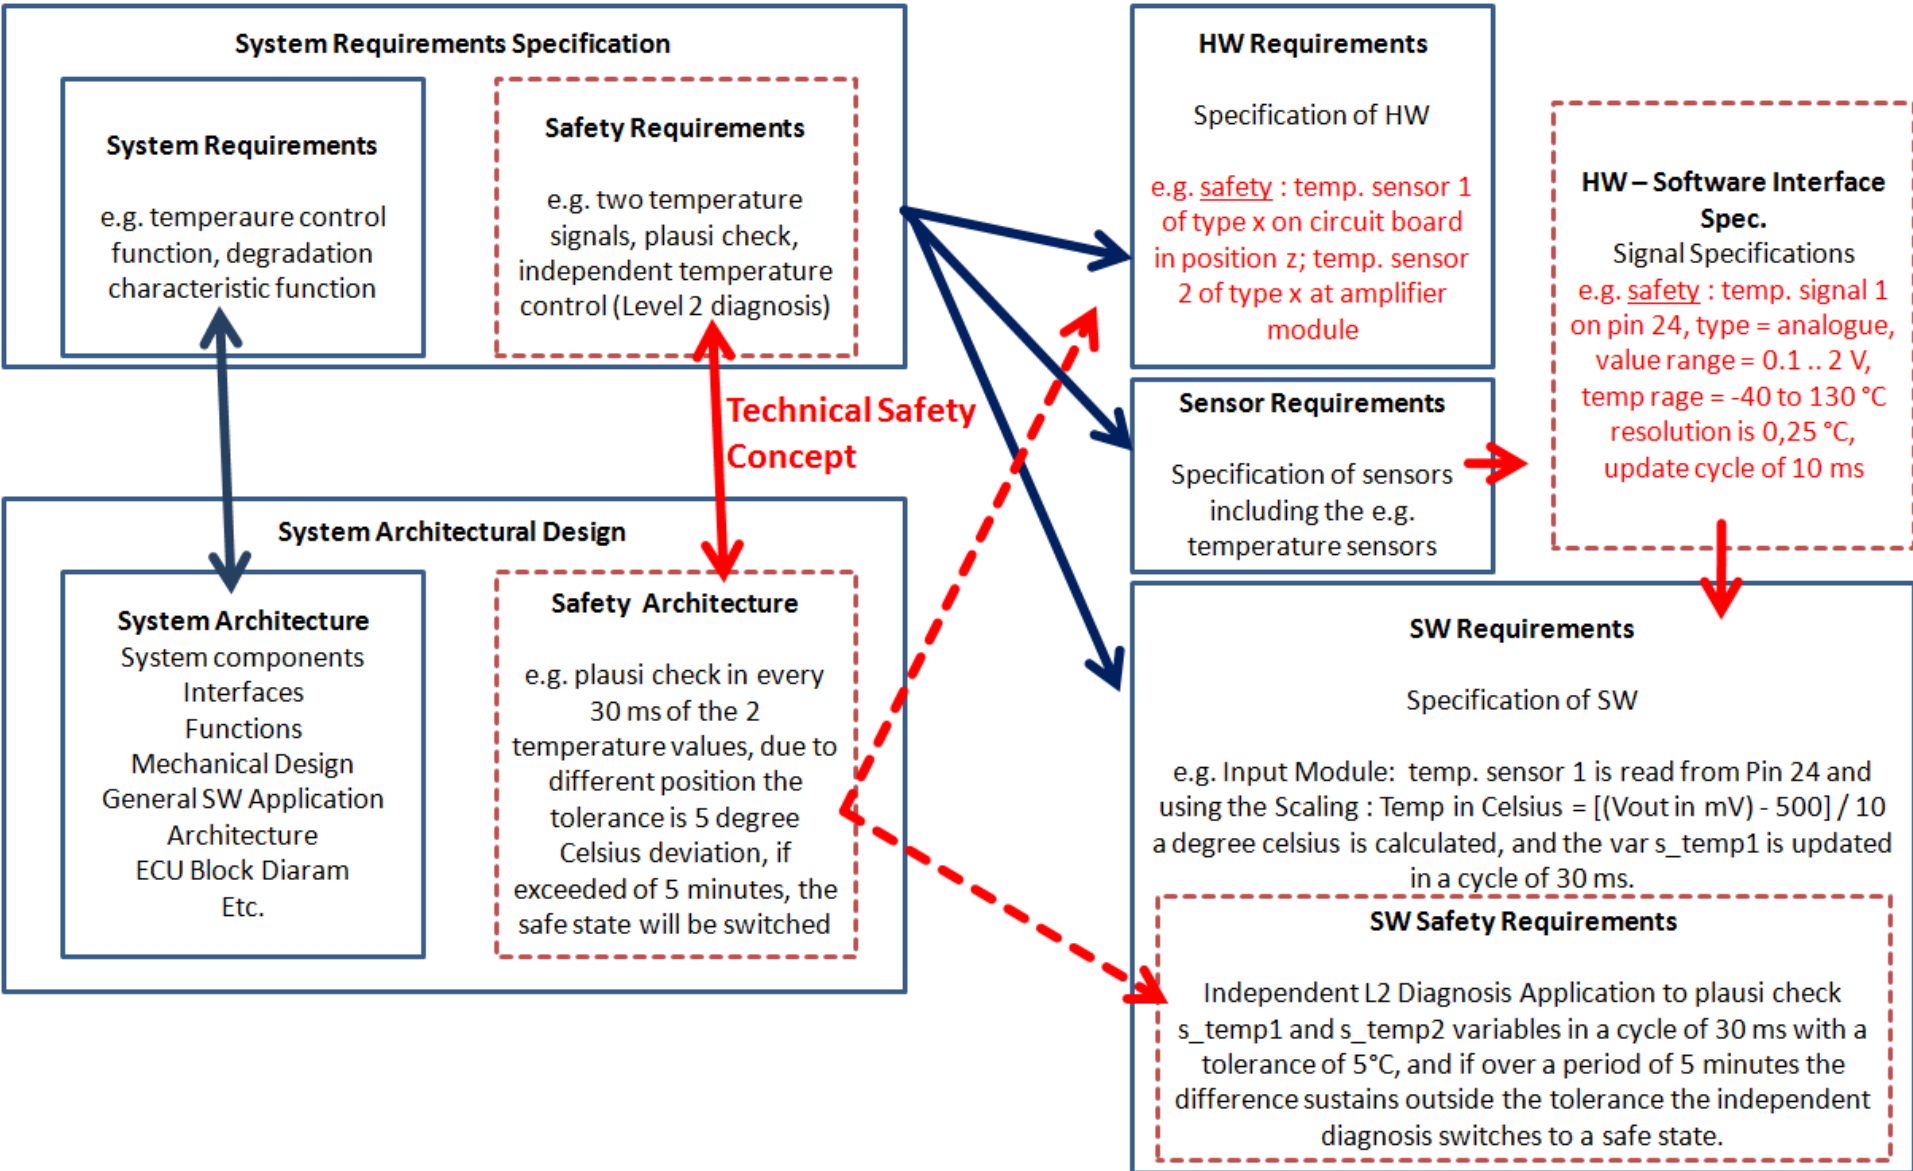 System Requirements Specification
System Requirements
e.g. temperaure control
function, degradation
characteristic function
Safety Requirements
e.g. two temperature
signals, plausi check,
independent temperature
control (Level 2 diagnosis)
Technical Safety
Concept
System Architectural Design
System Architecture
System components
Interfaces
Functions
Mechanical Design
General SW Application
Architecture
ECU Block Diaram
Etc.
Safety Architecture
e.g. plausi check in every
30 ms of the 2
temperature values, due to
different position the
tolerance is 5 degree
Celsius deviation, if
exceeded of 5 minutes, the
safe state will be switched
HW Requirements
Specification of HW
e.g. safety : temp. sensor 1
of type x on circuit board
in position z; temp. sensor
2 of type x at amplifier
module
Sensor Requirements
Specification of sensors
including the e.g.
temperature sensors
HW – Software Interface
Spec.
Signal Specifications
e.g. safety : temp. signal 1
on pin 24, type = analogue,
value range = 0.1 .. 2 V,
temp rage = -40 to 130 °C
resolution is 0,25 °C,
update cycle of 10 ms
SW Requirements
Specification of SW
e.g. Input Module: temp. sensor 1 is read from Pin 24 and
using the Scaling : Temp in Celsius = [(Vout in mV) - 500] / 10
a degree celsius is calculated, and the var s_temp1 is updated
in a cycle of 30 ms.
SW Safety Requirements
Independent L2 Diagnosis Application to plausi check
s_temp1 and s_temp2 variables in a cycle of 30 ms with a
tolerance of 5°C, and if over a period of 5 minutes the
difference sustains outside the tolerance the independent
diagnosis switches to a safe state.